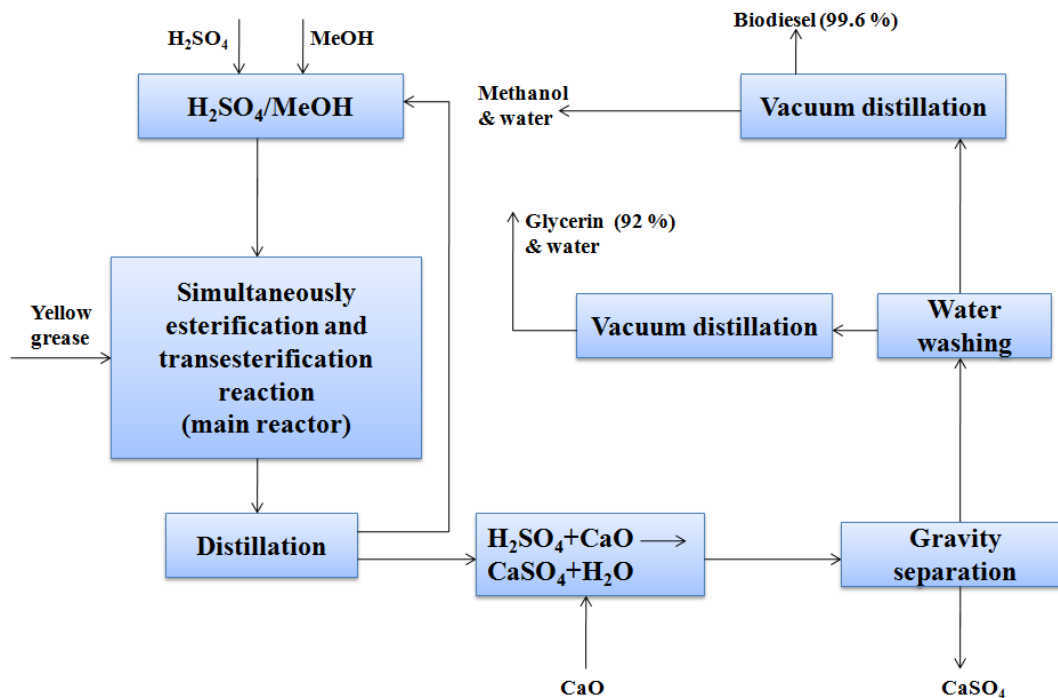 H₂SO₄
MeOH
H₂SO₄/MeOH
Yellow
grease
Simultaneously
esterification and
transesterification
reaction
(main reactor)
Distillation
H₂SO₄+CaO ⟶
CaSO₄+H₂O
CaO
Gravity
separation
CaSO₄
Water
washing
Vacuum distillation
Glycerin (92 %)
& water
Vacuum distillation
Methanol
& water
Biodiesel (99.6 %)